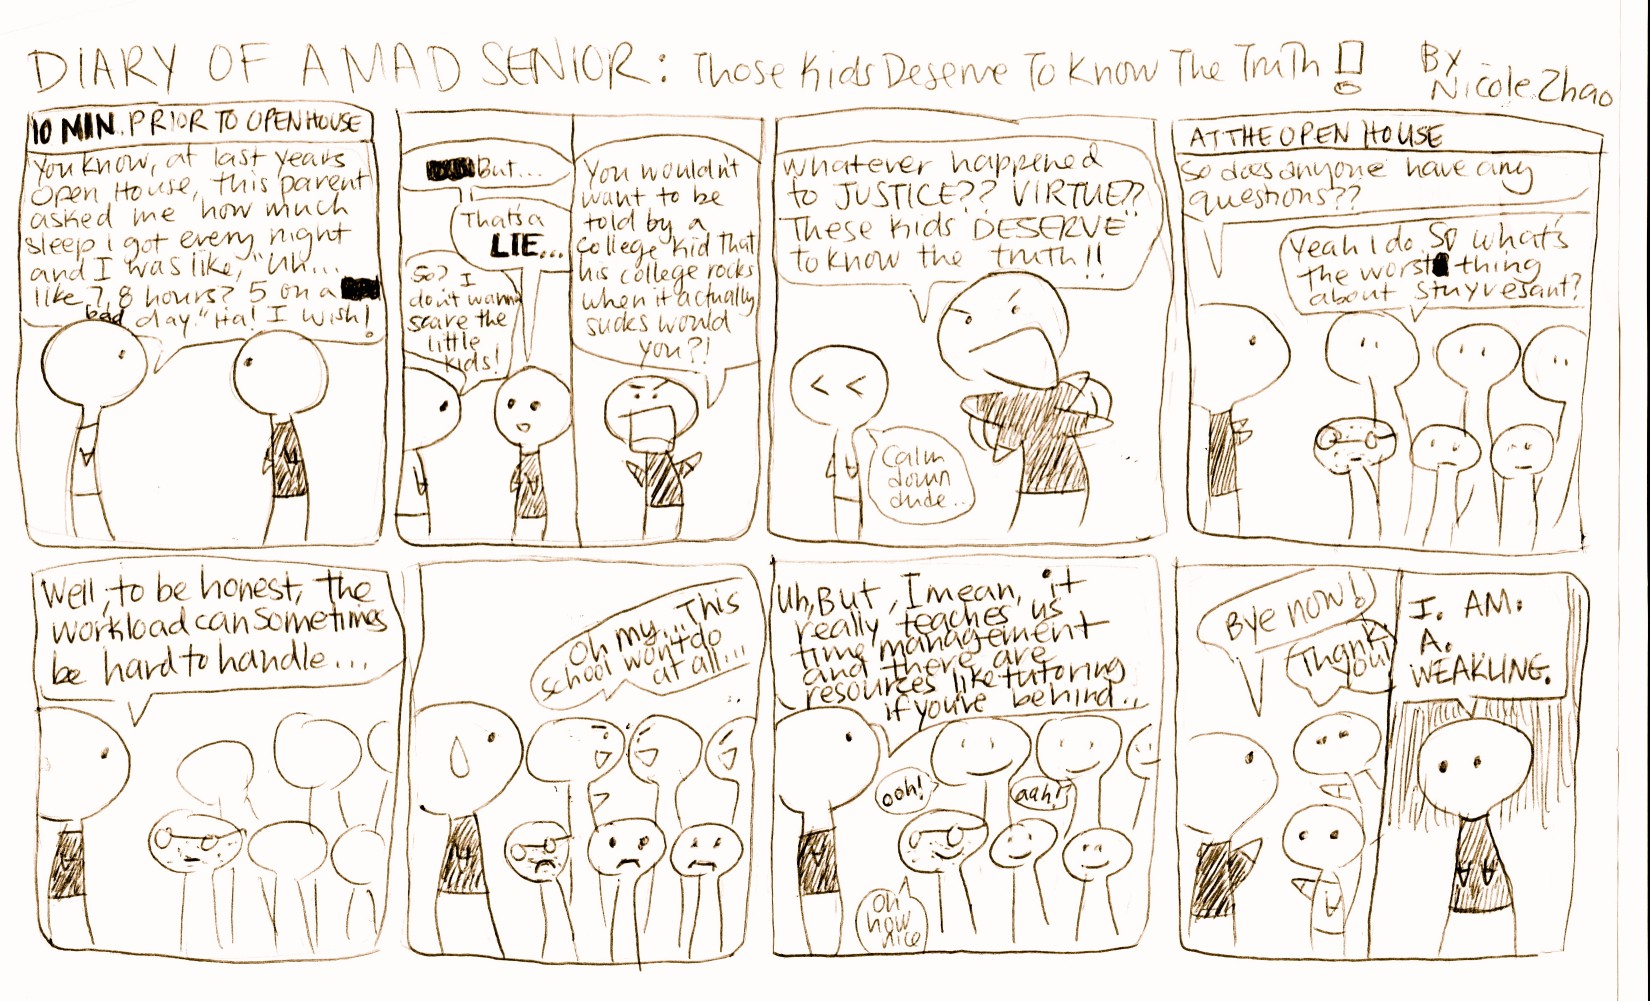 DIARY OF A MAD SENIOR: Those Kids Deserve To Know The Truth!
BY
Nicole Zhao
10 MIN. PRIOR TO OPEN HOUSE
You know, at last years
Open House, this parent
asked me how much
sleep i got every night
and I was like, "Uh...
like 7, 8 hours? 5 on a
bad day." Ha! I wish!
But...
That's a
LIE...
So? I
don't wanna
scare the
little
kids!
You wouldn't
want to be
told by a
college kid that
his college rocks
when it actually
sucks would
you?!
Whatever happened
to JUSTICE?? VIRTUE??
These kids DESERVE
to know the truth!!
Calm
down
dude..
AT THE OPEN HOUSE
So does anyone have any
questions??
Yeah I do. So what's
the worst thing
about Stuyvesant?
Well, to be honest, the
workload can sometimes
be hard to handle...
Oh my... This
school won't do
at all...
Uh, But, I mean, it
really teaches us
time management
and there are
resources like tutoring
if you're behind..
ooh!
aah!
Oh
how
nice
Bye now!
Thank
you!
I. AM.
A.
WEAKLING.